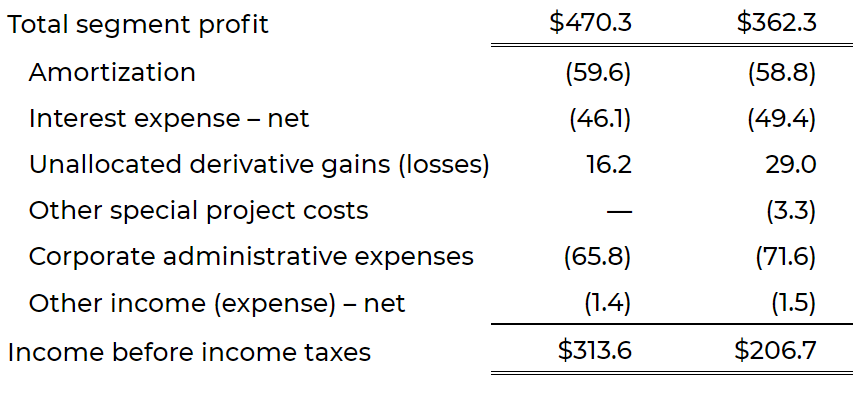 Total segment profit $470.3 $362.3
Amortization (59.6) (58.8)
Interest expense – net (46.1) (49.4)
Unallocated derivative gains (losses) 16.2 29.0
Other special project costs — (3.3)
Corporate administrative expenses (65.8) (71.6)
Other income (expense) – net (1.4) (1.5)
Income before income taxes $313.6 $206.7